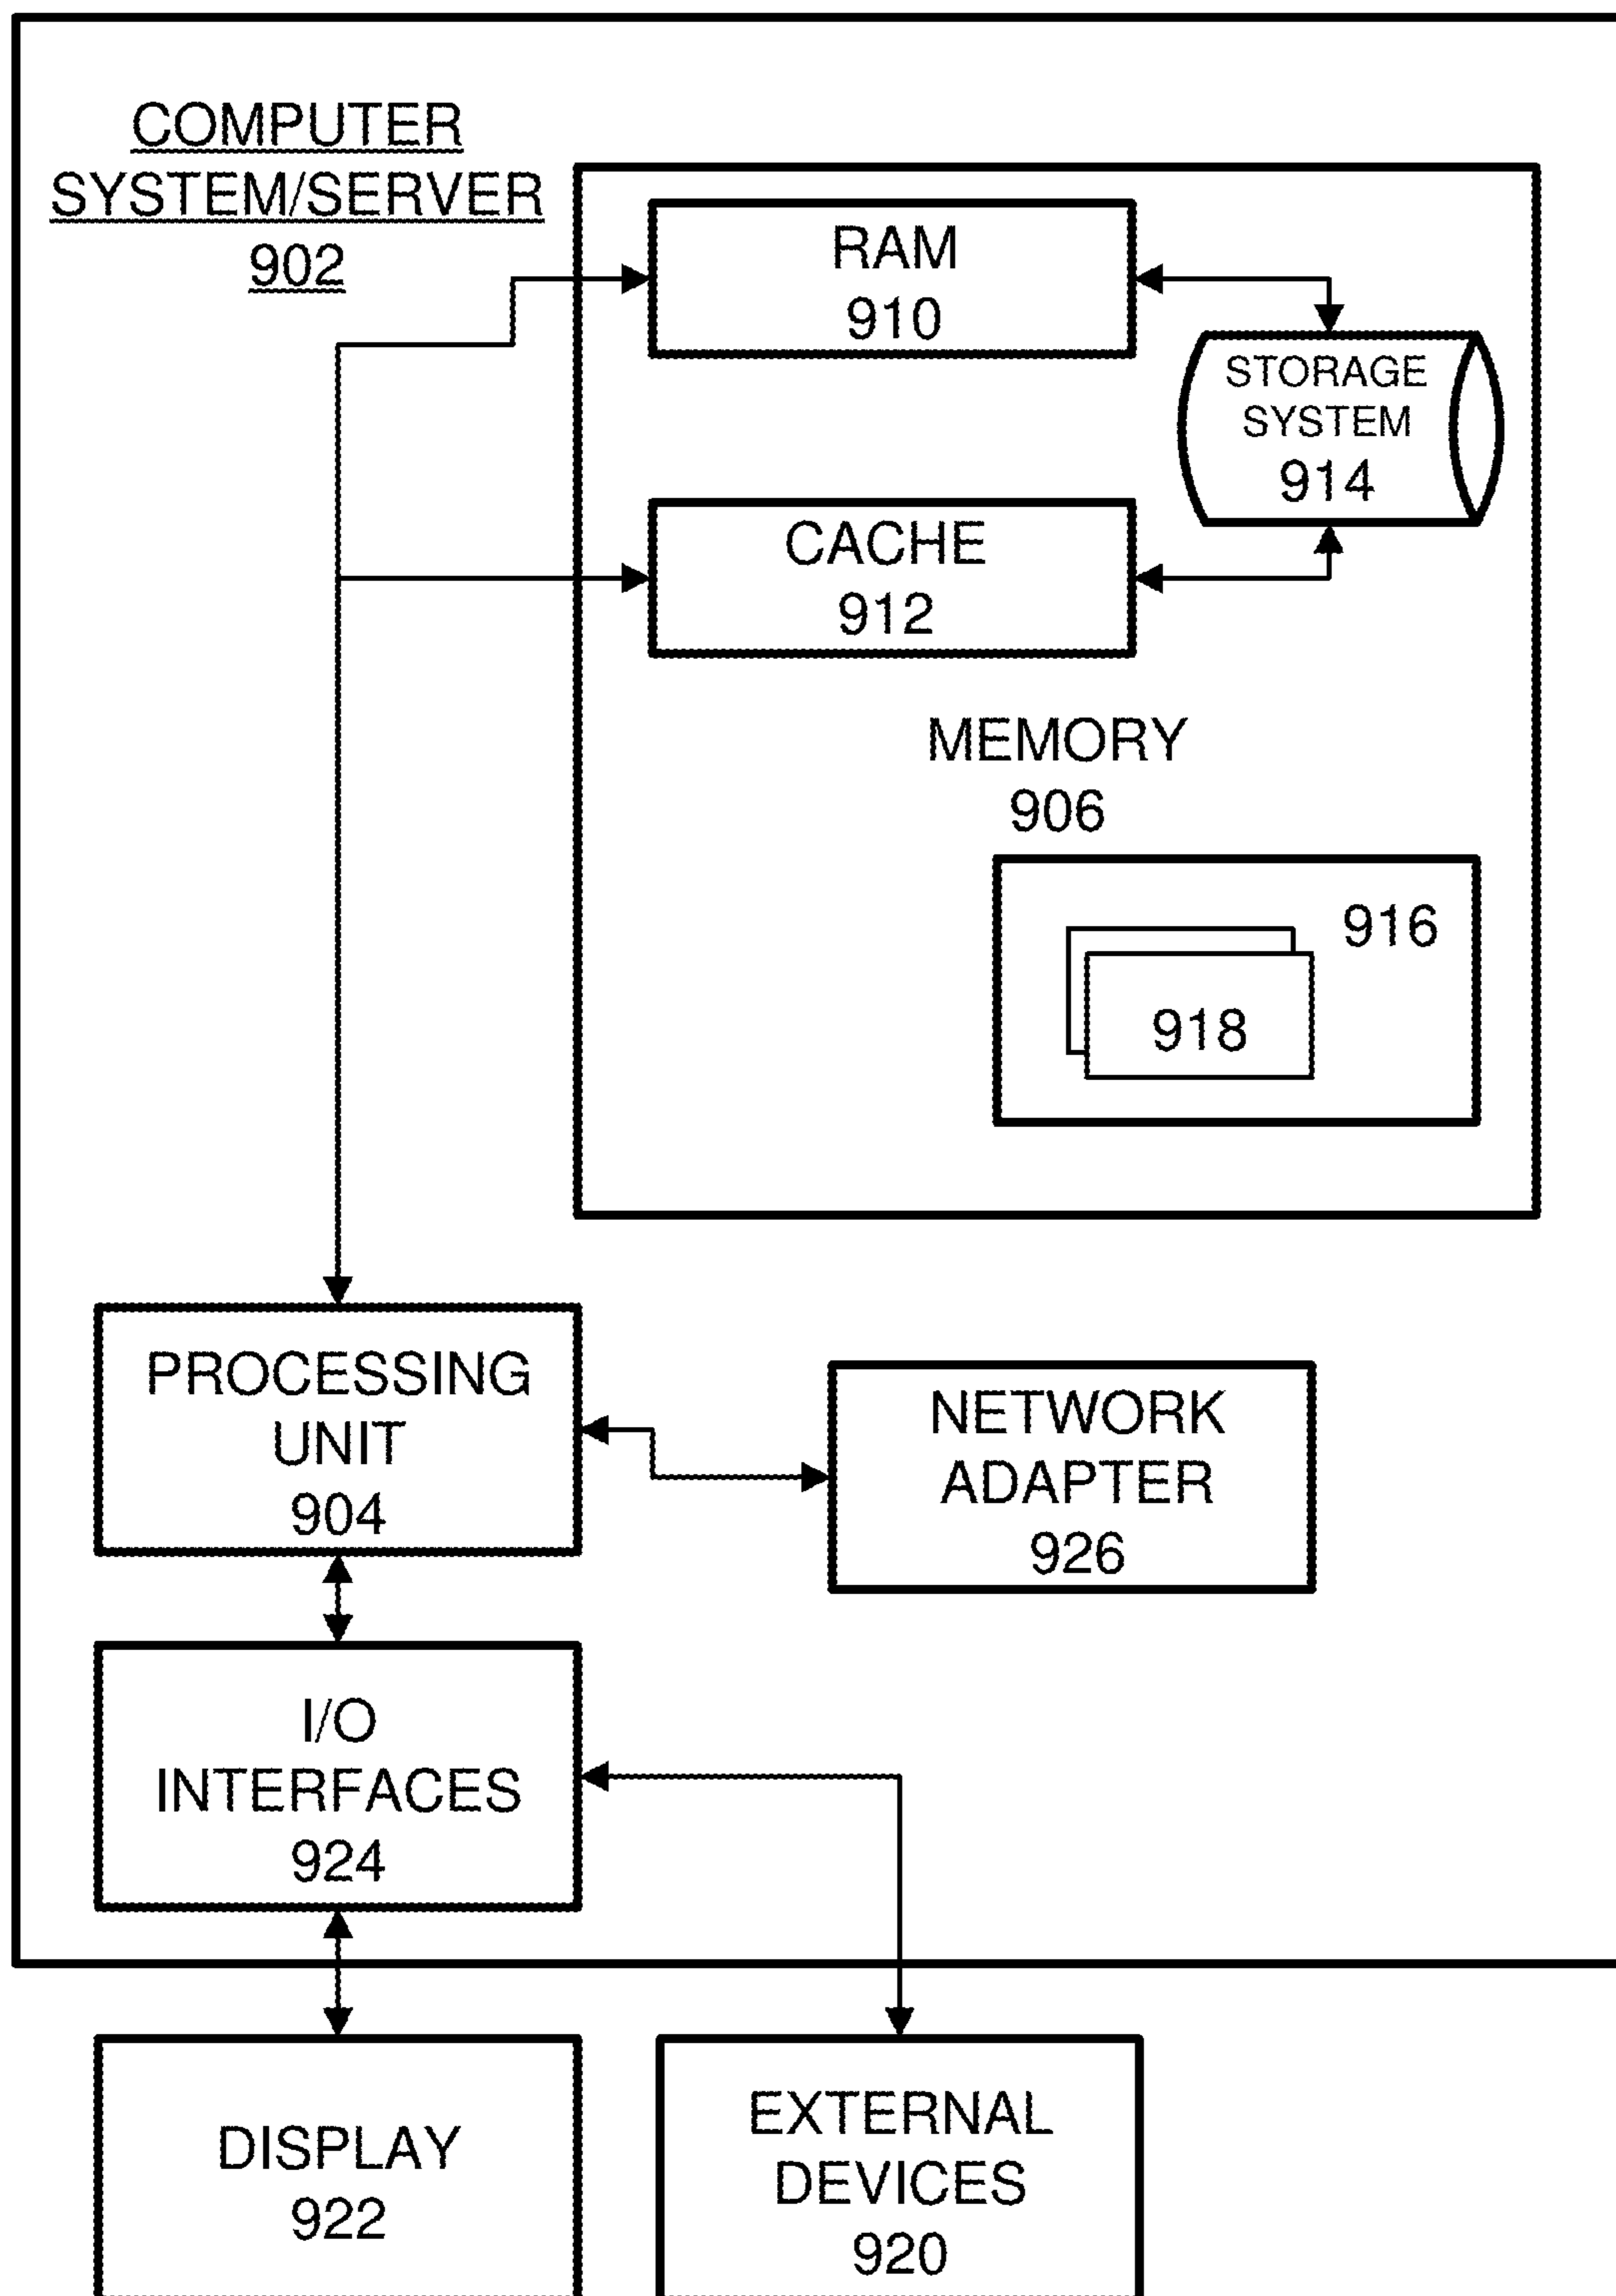 COMPUTER
SYSTEM/SERVER
902
RAM
910
STORAGE
SYSTEM
914
CACHE
912
MEMORY
906
916
918
PROCESSING
UNIT
904
NETWORK
ADAPTER
926
I/O
INTERFACES
924
DISPLAY
922
EXTERNAL
DEVICES
920